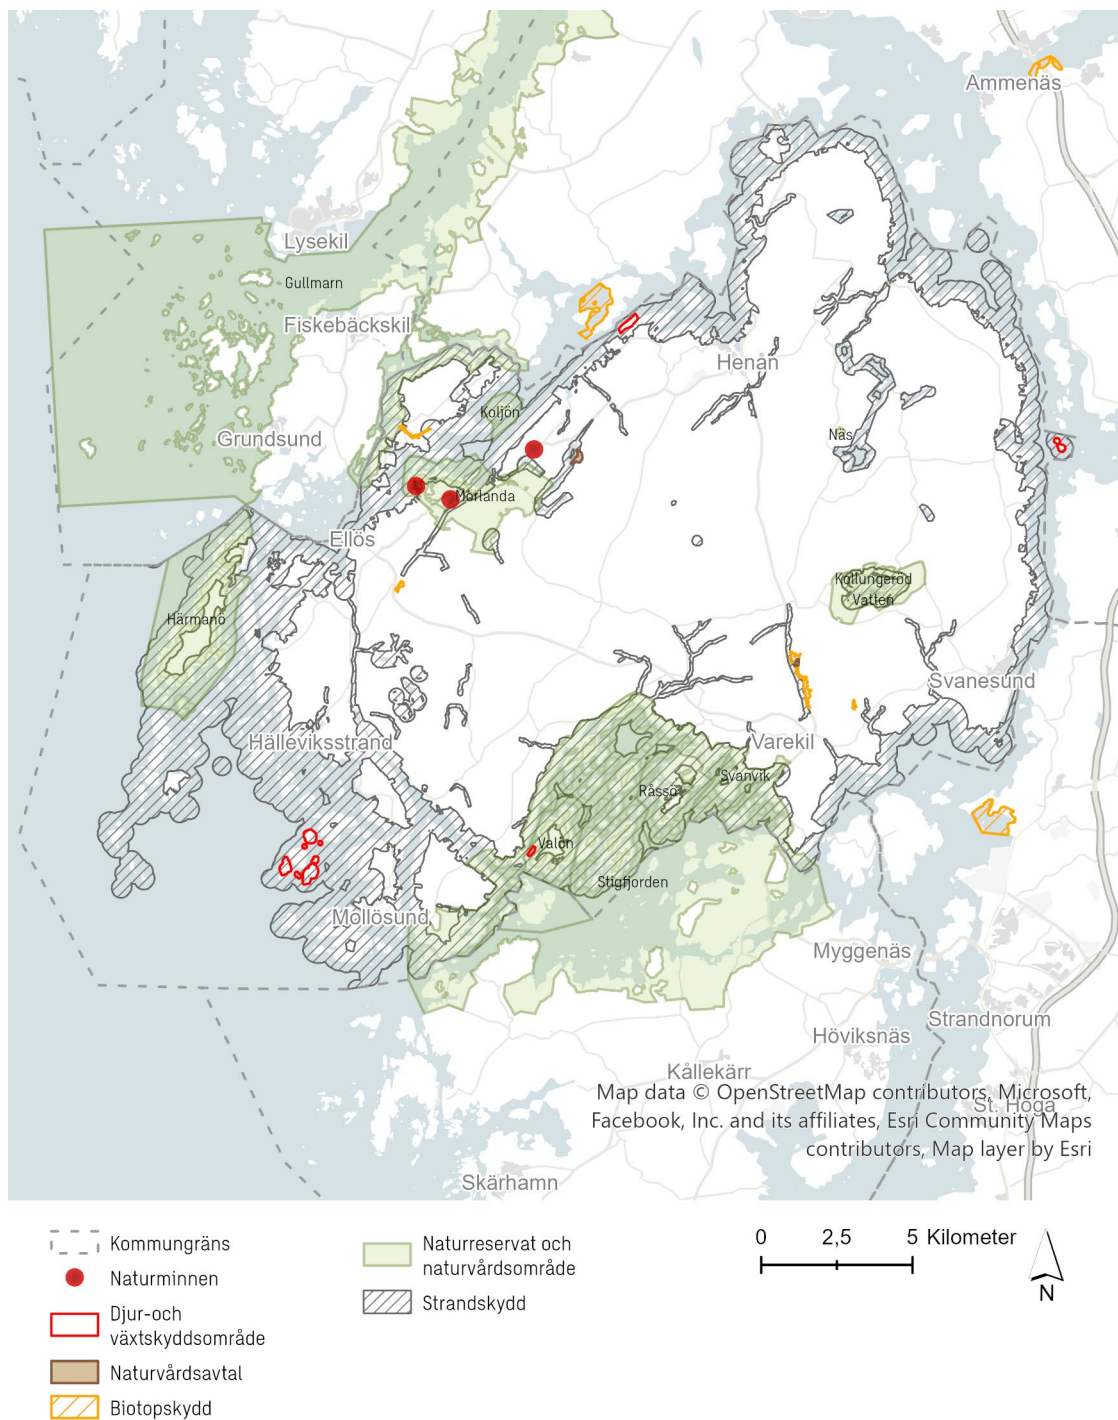 Ammenäs
Lysekil
Gullmarn
Fiskebäckskil
Henån
Koljön
Grundsund
Näs
Morlanda
Ellös
Kollungeröd
Vatten
Härmanö
Svanesund
Hälleviksstrand
Varekil
Svanvik
Råssö
Valön
Stigfjorden
Mollösund
Myggenäs
Strandnorum
Höviksnäs
Kållekärr
St. Höga
Map data © OpenStreetMap contributors, Microsoft,
Facebook, Inc. and its affiliates, Esri Community Maps
contributors, Map layer by Esri
Skärhamn
Kommungräns
Naturminnen
Djur-och
växtskyddsområde
Naturvårdsavtal
Biotopskydd
Naturreservat och
naturvårdsområde
Strandskydd
0 2,5 5 Kilometer
N